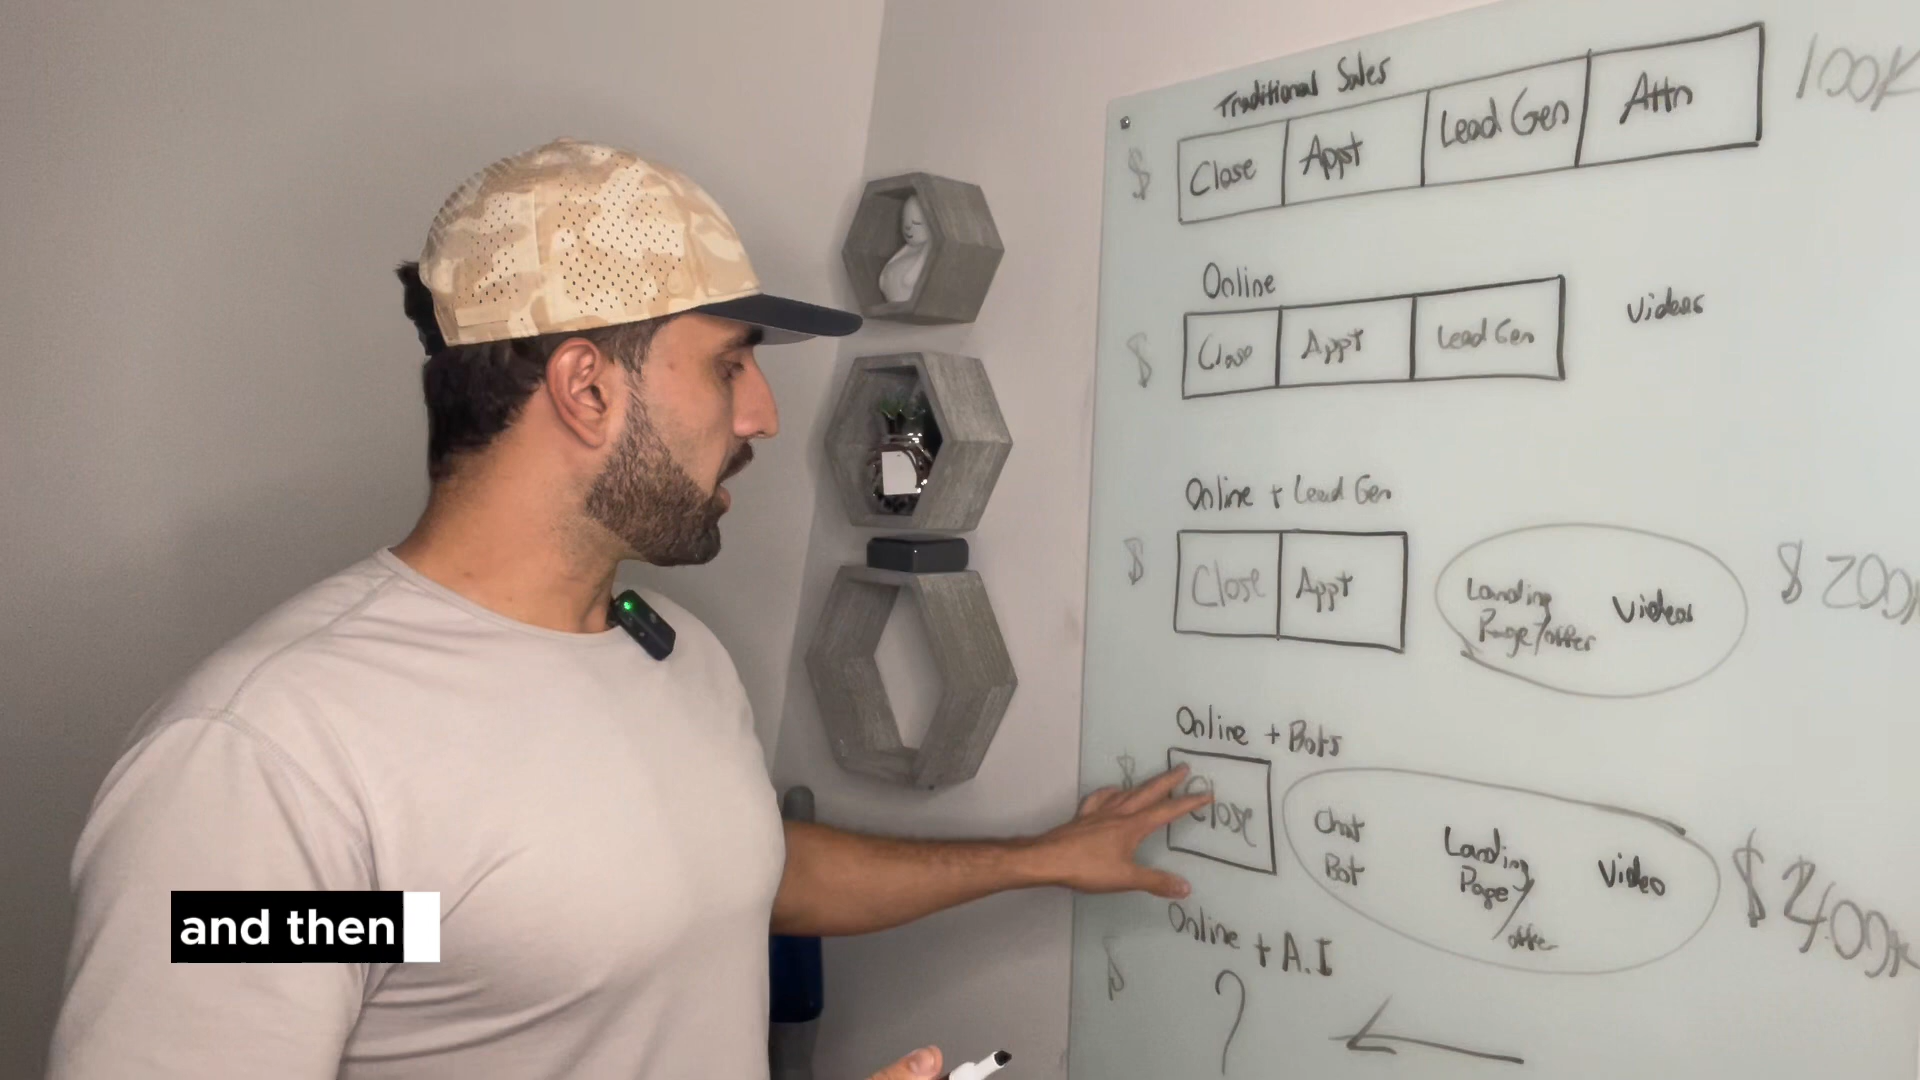 Traditional Sales
$ Close Appt Lead Gen Attn 100K
Online
$ Close Appt Lead Gen Videos
Online + Lead Gen
$ Close Appt Landing Page/offer Videos $ 200K
Online + Bots
$ Close Chat Bot Landing Page/offer Video $ 400K
Online + A.I
$ ?
and then